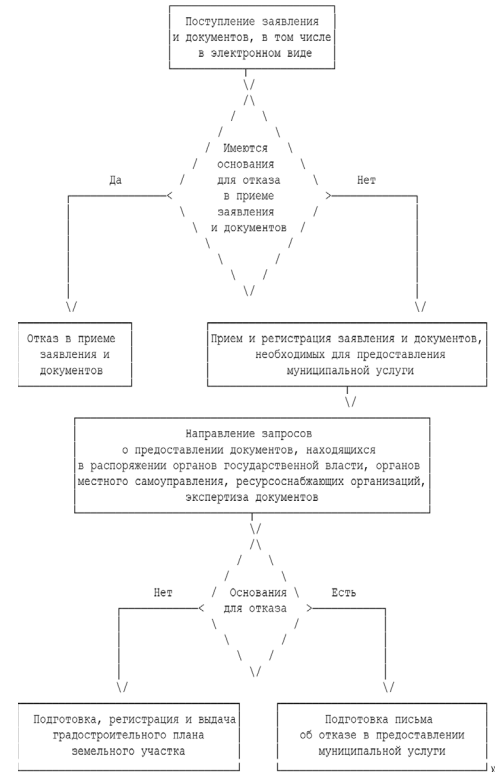 Поступление заявления
и документов, в том числе
в электронном виде
Имеются
основания
Да
для отказа
Нет
в приеме
заявления
и документов
Отказ в приеме
заявления и
документов
Прием и регистрация заявления и документов,
необходимых для предоставления
муниципальной услуги
Направление запросов
о предоставлении документов, находящихся
в распоряжении органов государственной власти, органов
местного самоуправления, ресурсоснабжающих организаций,
экспертиза документов
Нет
Основания
Есть
для отказа
Подготовка, регистрация и выдача
градостроительного плана
земельного участка
Подготовка письма
об отказе в предоставлении
муниципальной услуги